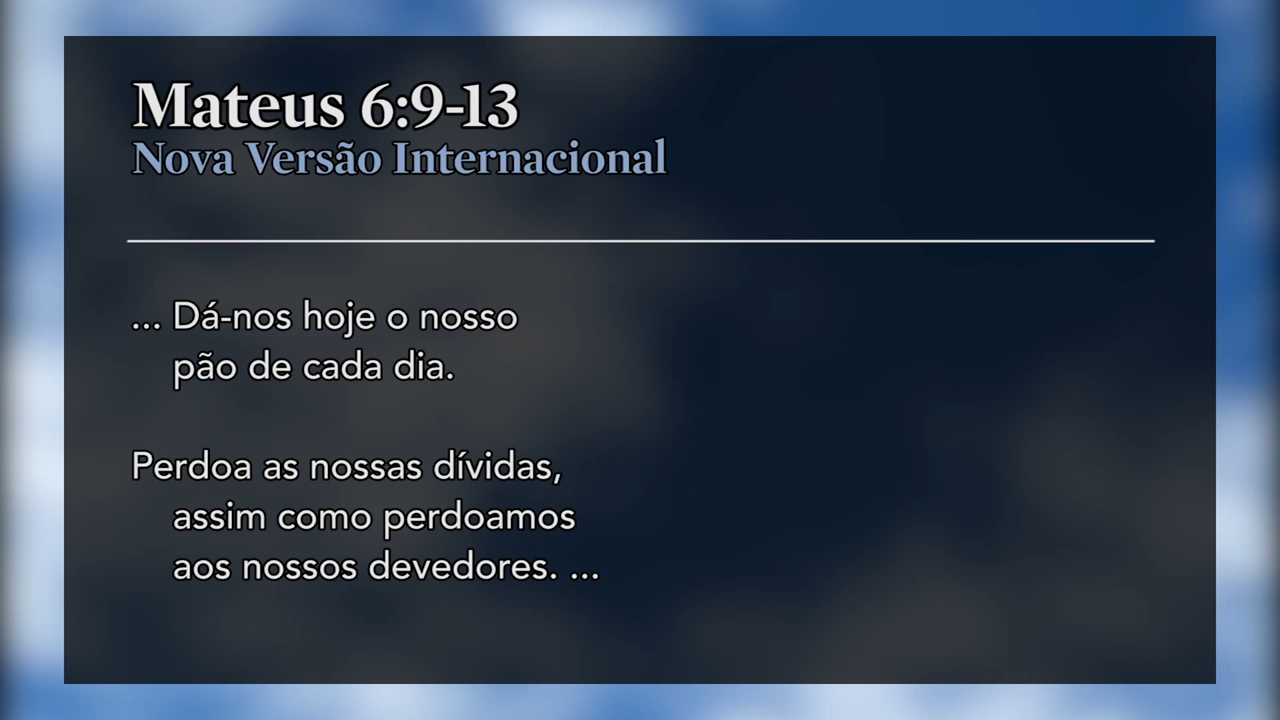 Mateus 6:9-13
Nova Versão Internacional
... Dá-nos hoje o nosso
pão de cada dia.
Perdoa as nossas dívidas,
assim como perdoamos
aos nossos devedores. ...